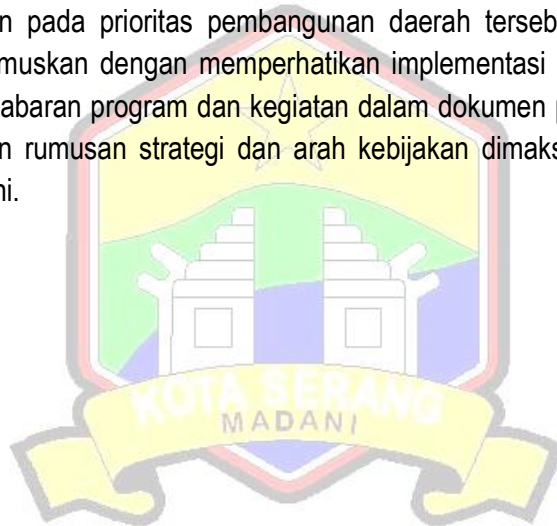 n pada prioritas pembangunan daerah terseb
muskan dengan memperhatikan implementasi
abaran program dan kegiatan dalam dokumen p
n rumusan strategi dan arah kebijakan dimaks
ni.
KOTA SERANG
MADANI